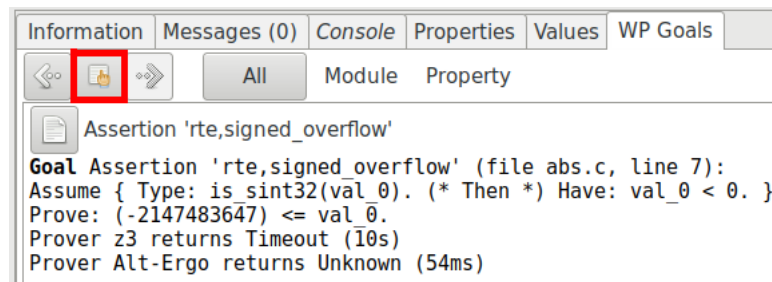 Information Messages (0) Console Properties Values WP Goals
All Module Property
Assertion 'rte,signed_overflow'
Goal Assertion 'rte,signed_overflow' (file abs.c, line 7):
Assume { Type: is_sint32(val_0). (* Then *) Have: val_0 < 0. }
Prove: (-2147483647) <= val_0.
Prover z3 returns Timeout (10s)
Prover Alt-Ergo returns Unknown (54ms)